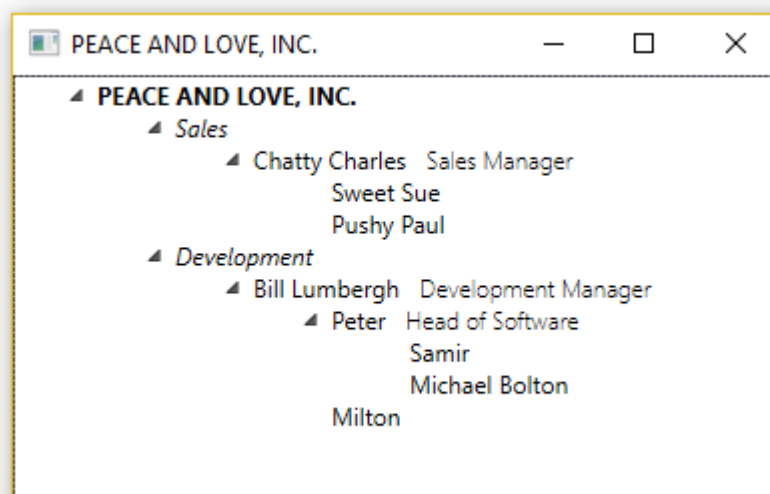 PEACE AND LOVE, INC.
PEACE AND LOVE, INC.
Sales
Chatty Charles Sales Manager
Sweet Sue
Pushy Paul
Development
Bill Lumbergh Development Manager
Peter Head of Software
Samir
Michael Bolton
Milton